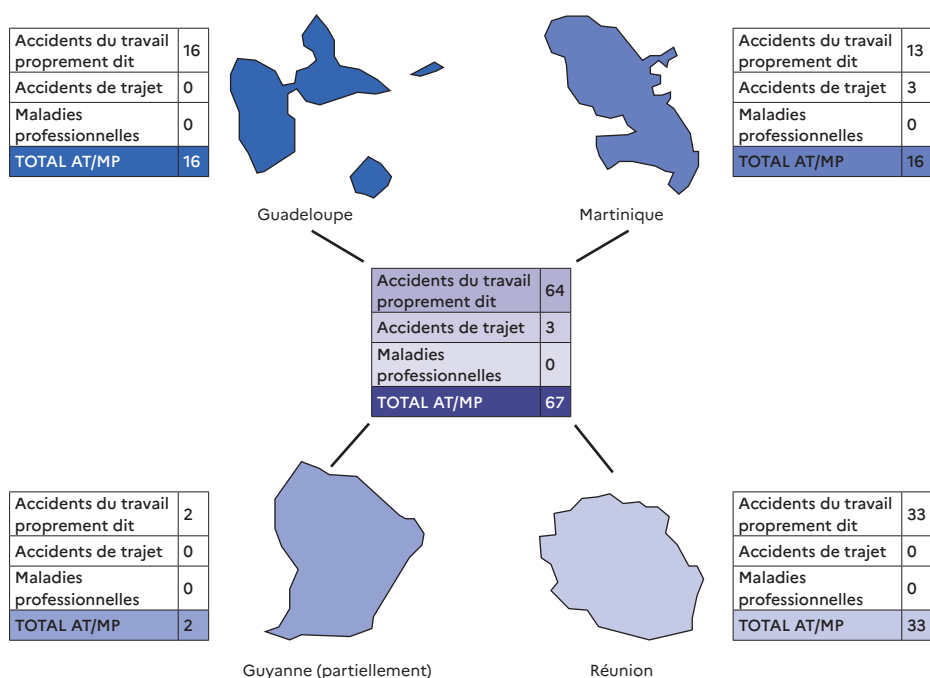 Accidents du travail
proprement dit 16
Accidents de trajet 0
Maladies
professionnelles 0
TOTAL AT/MP 16
Guadeloupe
Accidents du travail
proprement dit 13
Accidents de trajet 3
Maladies
professionnelles 0
TOTAL AT/MP 16
Martinique
Accidents du travail
proprement dit 64
Accidents de trajet 3
Maladies
professionnelles 0
TOTAL AT/MP 67
Accidents du travail
proprement dit 2
Accidents de trajet 0
Maladies
professionnelles 0
TOTAL AT/MP 2
Guyanne (partiellement)
Accidents du travail
proprement dit 33
Accidents de trajet 0
Maladies
professionnelles 0
TOTAL AT/MP 33
Réunion